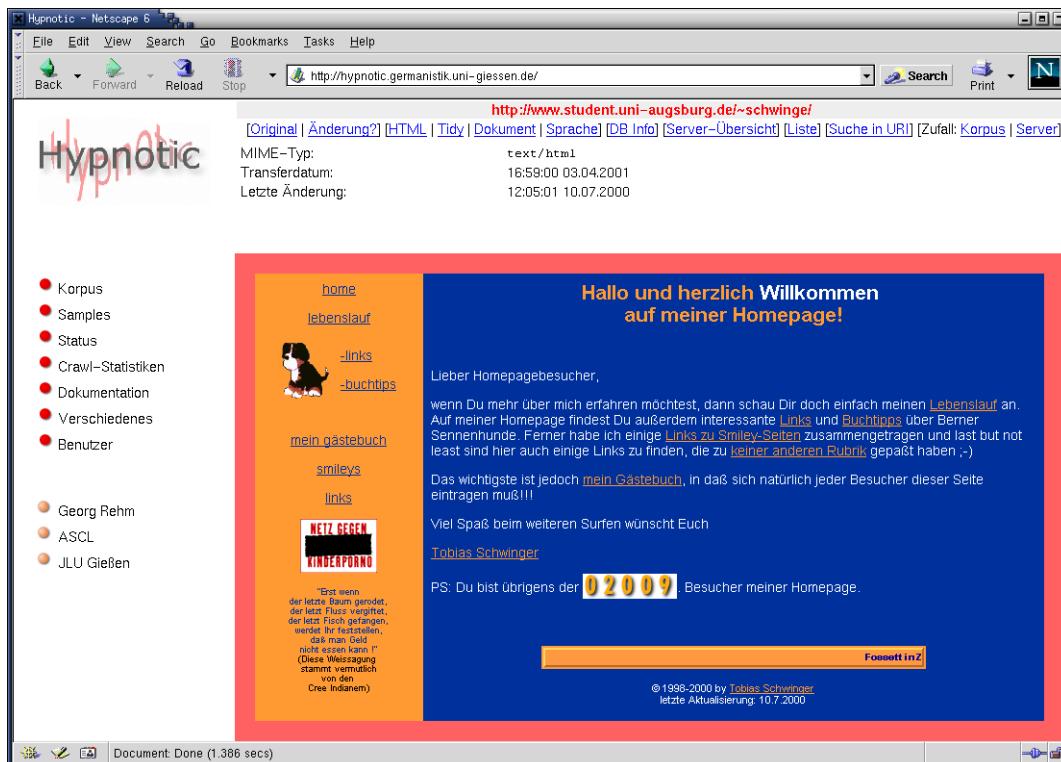 Hypnotic - Netscape 6
File Edit View Search Go Bookmarks Tasks Help
Back Forward Reload Stop http://hypnotic.germanistik.uni-giessen.de/ Search Print N
Hypnotic
http://www.student.uni-augsburg.de/~schwinge/
[Original | Änderung?] [HTML | Tidy | Dokument | Sprache] [DB Info] [Server-Übersicht] [Liste] [Suche in URI] [Zufall: Korpus | Server]
MIME-Typ: text/html
Transferdatum: 16:59:00 03.04.2001
Letzte Änderung: 12:05:01 10.07.2000
Korpus
Samples
Status
Crawl-Statistiken
Dokumentation
Verschiedenes
Benutzer
Georg Rehm
ASCL
JLU Gießen
home
lebenslauf
-links
-buchtips
mein gästebuch
smileys
links
NETZ GEGEN
KINDERPORNO
"Erst wenn
der letzte Baum gerodet,
der letzt Fluss vergiftet,
der letzt Fisch gefangen,
werdet Ihr feststellen,
daß man Geld
nicht essen kann !"
(Diese Weissagung
stammt vermutlich
von den
Cree Indianern)
Hallo und herzlich Willkommen
auf meiner Homepage!
Lieber Homepagebesucher,
wenn Du mehr über mich erfahren möchtest, dann schau Dir doch einfach meinen Lebenslauf an.
Auf meiner Homepage findest Du außerdem interessante Links und Buchtipps über Berner
Sennenhunde. Ferner habe ich einige Links zu Smiley-Seiten zusammengetragen und last but not
least sind hier auch einige Links zu finden, die zu keiner anderen Rubrik gepaßt haben ;-)
Das wichtigste ist jedoch mein Gästebuch, in daß sich natürlich jeder Besucher dieser Seite
eintragen muß!!!
Viel Spaß beim weiteren Surfen wünscht Euch
Tobias Schwinger
PS: Du bist übrigens der 02009. Besucher meiner Homepage.
Fossett in Z
© 1998-2000 by Tobias Schwinger
letzte Aktualisierung: 10.7.2000
Document: Done (1.386 secs)